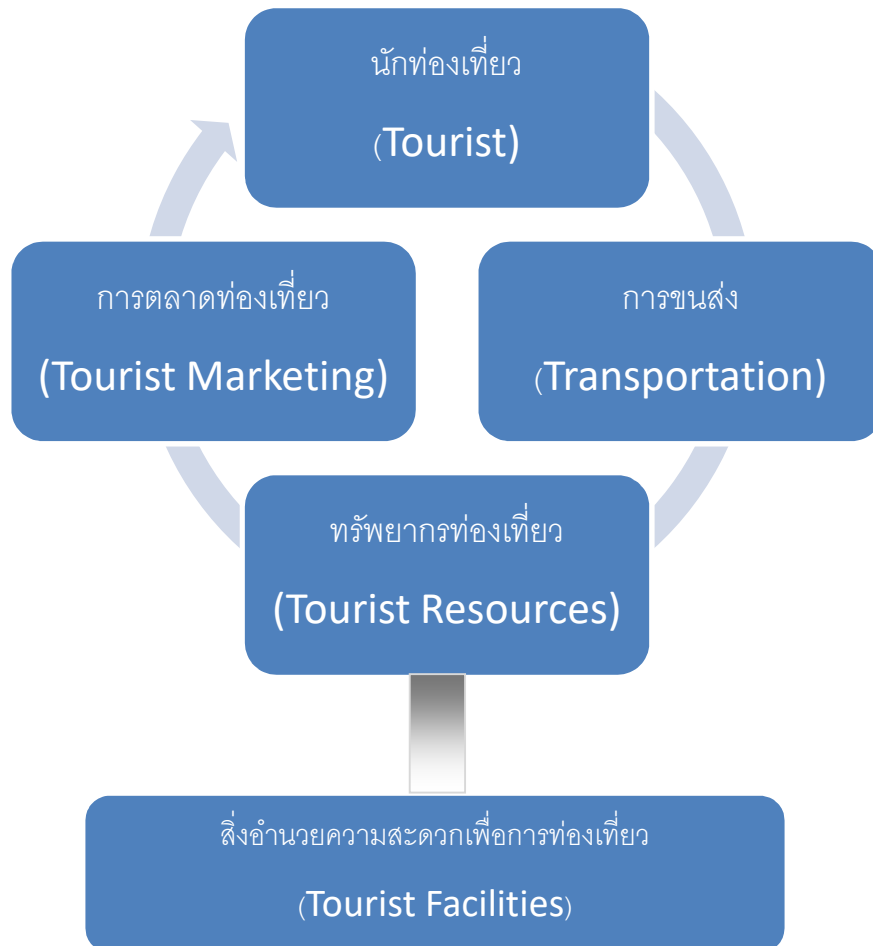 นักท่องเที่ยว
(Tourist)
การตลาดท่องเที่ยว
(Tourist Marketing)
การขนส่ง
(Transportation)
ทรัพยากรท่องเที่ยว
(Tourist Resources)
สิ่งอำนวยความสะดวกเพื่อการท่องเที่ยว
(Tourist Facilities)